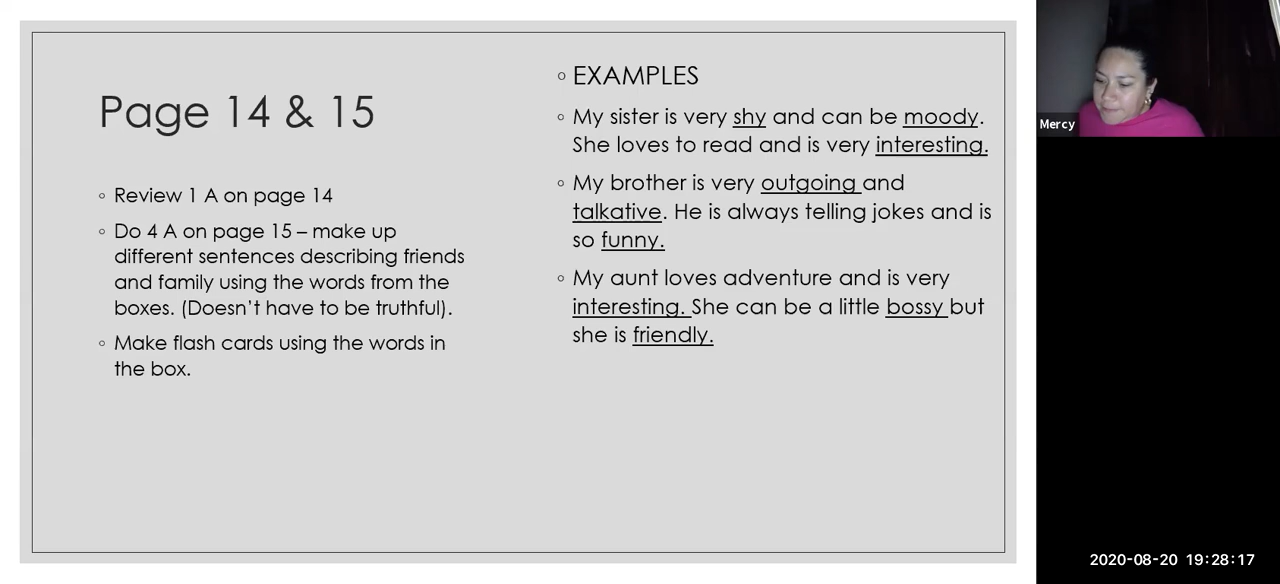 Page 14 & 15
◦ Review 1 A on page 14
◦ Do 4 A on page 15 – make up
different sentences describing friends
and family using the words from the
boxes. (Doesn’t have to be truthful).
◦ Make flash cards using the words in
the box.
◦ EXAMPLES
◦ My sister is very shy and can be moody.
She loves to read and is very interesting.
◦ My brother is very outgoing and
talkative. He is always telling jokes and is
so funny.
◦ My aunt loves adventure and is very
interesting. She can be a little bossy but
she is friendly.
Mercy
2020-08-20 19:28:17